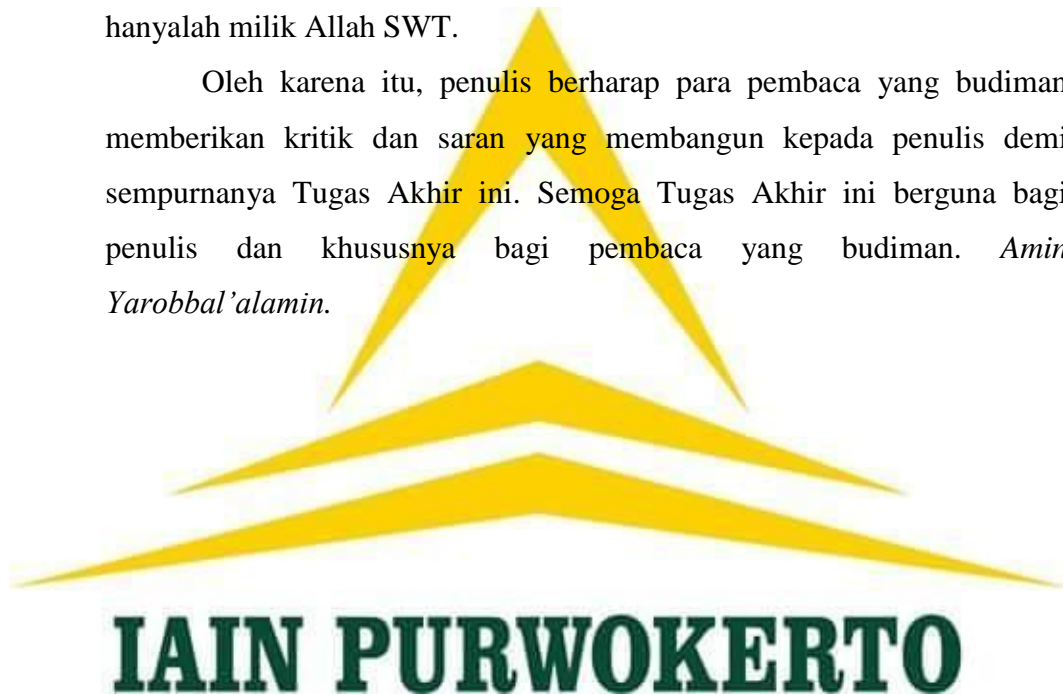 hanyalah milik Allah SWT.
Oleh karena itu, penulis berharap para pembaca yang budiman
memberikan kritik dan saran yang membangun kepada penulis demi
sempurnanya Tugas Akhir ini. Semoga Tugas Akhir ini berguna bagi
penulis dan khususnya bagi pembaca yang budiman. Amin
Yarobbal’alamin.
IAIN PURWOKERTO